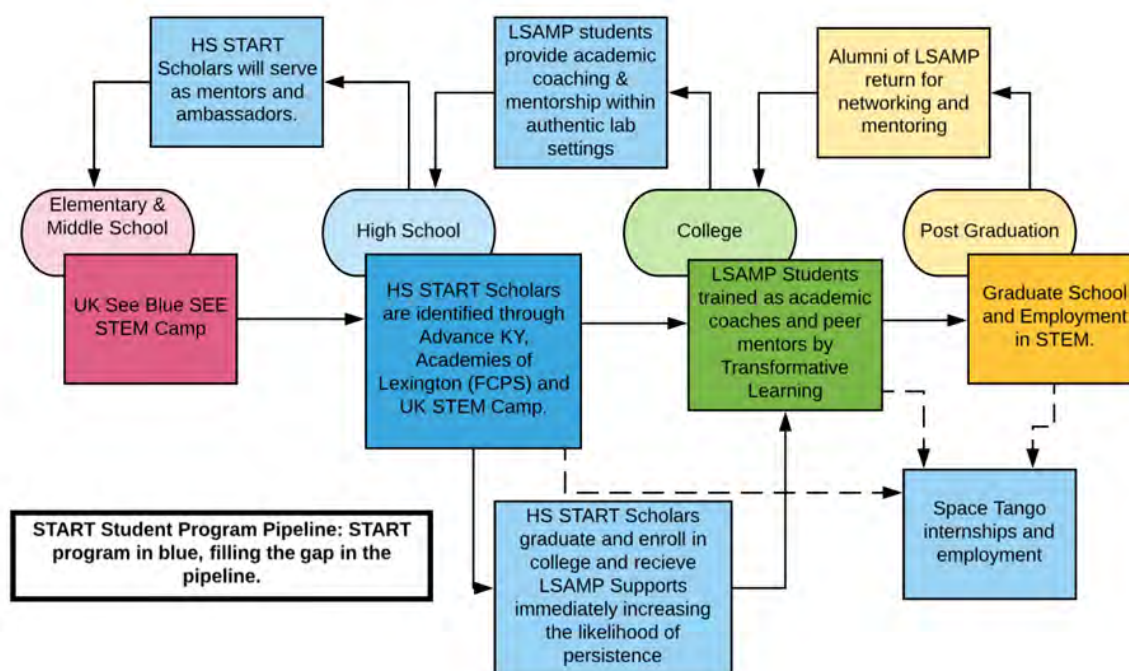 HS START
Scholars will serve
as mentors and
ambassadors.
LSAMP students
provide academic
coaching &
mentorship within
authentic lab
settings
Alumni of LSAMP
return for
networking and
mentoring
Elementary &
Middle School
High School
College
Post Graduation
UK See Blue SEE
STEM Camp
HS START Scholars
are identified through
Advance KY,
Academies of
Lexington (FCPS) and
UK STEM Camp.
LSAMP Students
trained as academic
coaches and peer
mentors by
Transformative
Learning
Graduate School
and Employment
in STEM.
START Student Program Pipeline: START
program in blue, filling the gap in the
pipeline.
HS START Scholars
graduate and enroll in
college and recieve
LSAMP Supports
immediately increasing
the likelihood of
persistence
Space Tango
internships and
employment